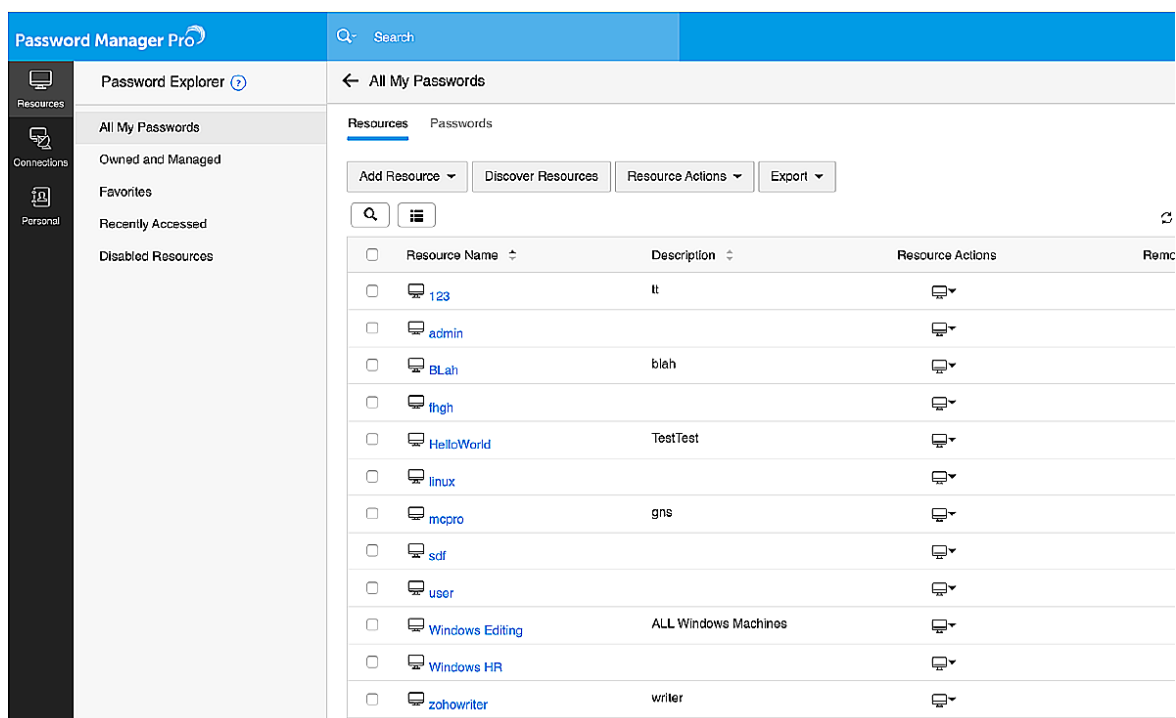 Password Manager Pro
Search
Resources
Connections
Personal
Password Explorer ?
All My Passwords
Owned and Managed
Favorites
Recently Accessed
Disabled Resources
All My Passwords
Resources Passwords
Add Resource Discover Resources Resource Actions Export
Resource Name Description Resource Actions Remo
123 tt
admin
BLah blah
fhgh
HelloWorld TestTest
linux
mcpro gns
sdf
user
Windows Editing ALL Windows Machines
Windows HR
zohowriter writer